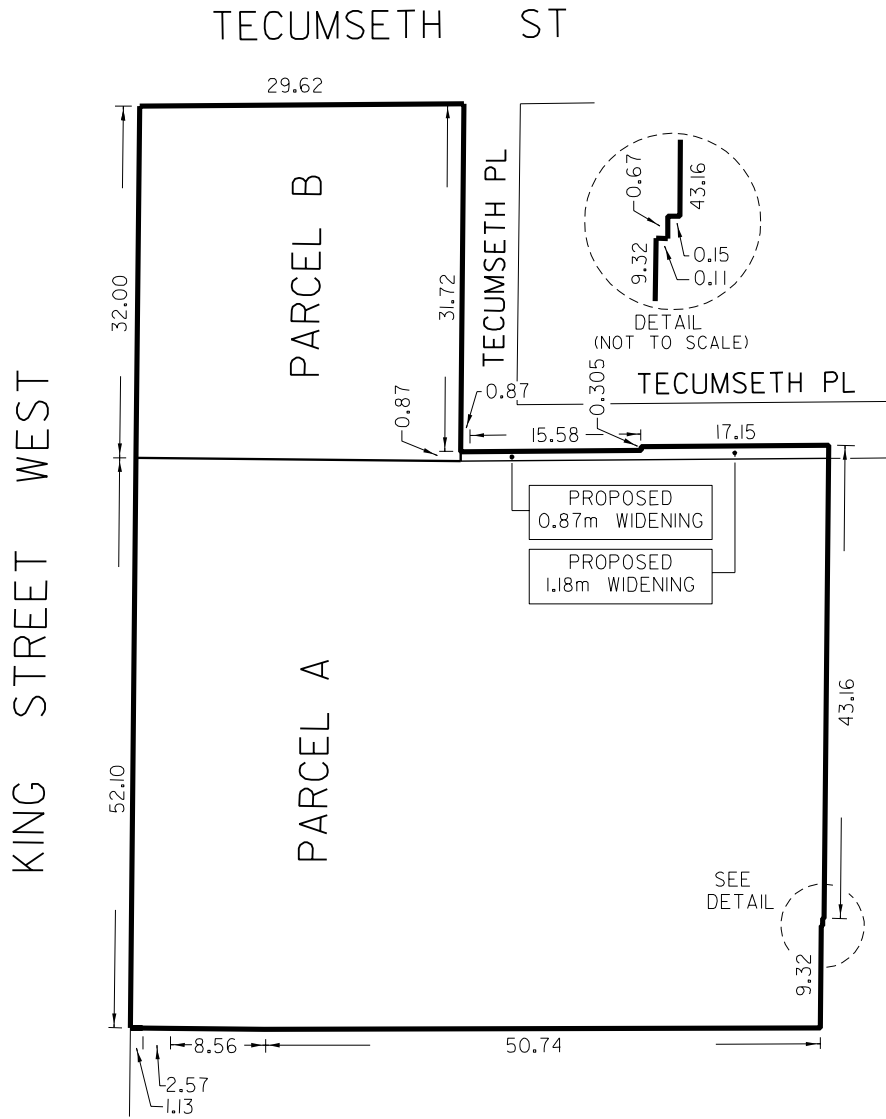 TECUMSETH ST
29.62
PARCEL B
32.00
31.72
TECUMSETH PL
0.67
43.16
9.32
0.15
0.11
DETAIL
(NOT TO SCALE)
TECUMSETH PL
0.87
0.87
0.305
15.58
17.15
PROPOSED
0.87m WIDENING
PROPOSED
1.18m WIDENING
KING STREET WEST
PARCEL A
52.10
43.16
SEE
DETAIL
9.32
8.56
50.74
2.57
1.13